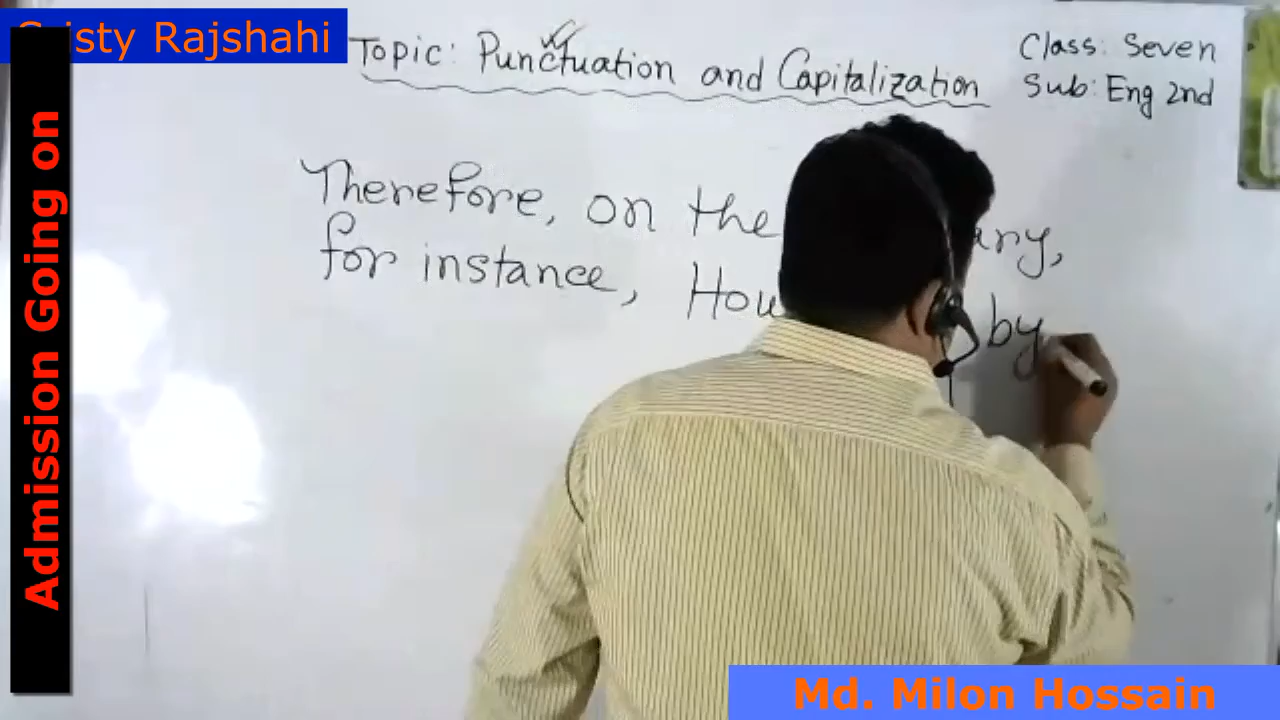 Rajshahi
Topic: Punctuation and Capitalization
Class: Seven
Sub: Eng 2nd
Therefore, on the
for instance, by
Admission Going on
Md. Milon Hossain